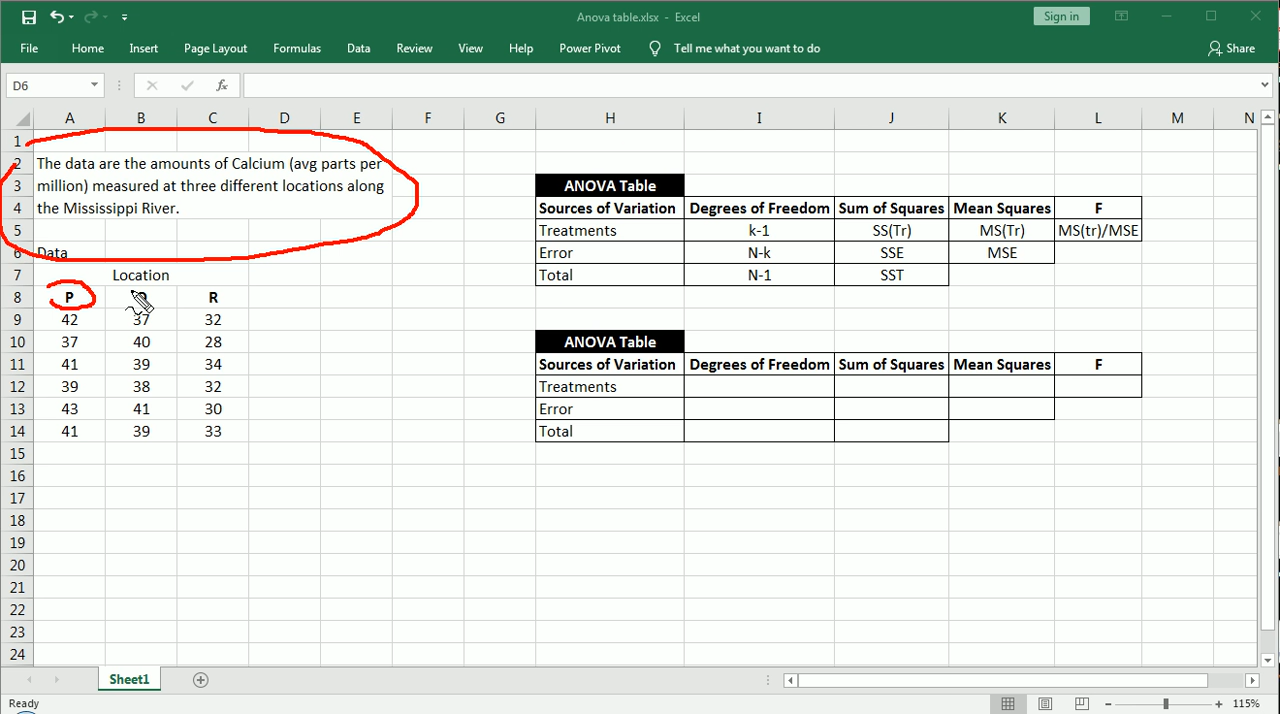 Anova table.xlsx - Excel
Sign in
File Home Insert Page Layout Formulas Data Review View Help Power Pivot Tell me what you want to do Share
D6 fx
A B C D E F G H I J K L M N
1
2 The data are the amounts of Calcium (avg parts per
3 million) measured at three different locations along ANOVA Table
4 the Mississippi River. Sources of Variation Degrees of Freedom Sum of Squares Mean Squares F
5 Treatments k-1 SS(Tr) MS(Tr) MS(tr)/MSE
6 Data Error N-k SSE MSE
7 Location Total N-1 SST
8 P R
9 42 37 32
10 37 40 28 ANOVA Table
11 41 39 34 Sources of Variation Degrees of Freedom Sum of Squares Mean Squares F
12 39 38 32 Treatments
13 43 41 30 Error
14 41 39 33 Total
15
16
17
18
19
20
21
22
23
24
Sheet1
Ready 115%